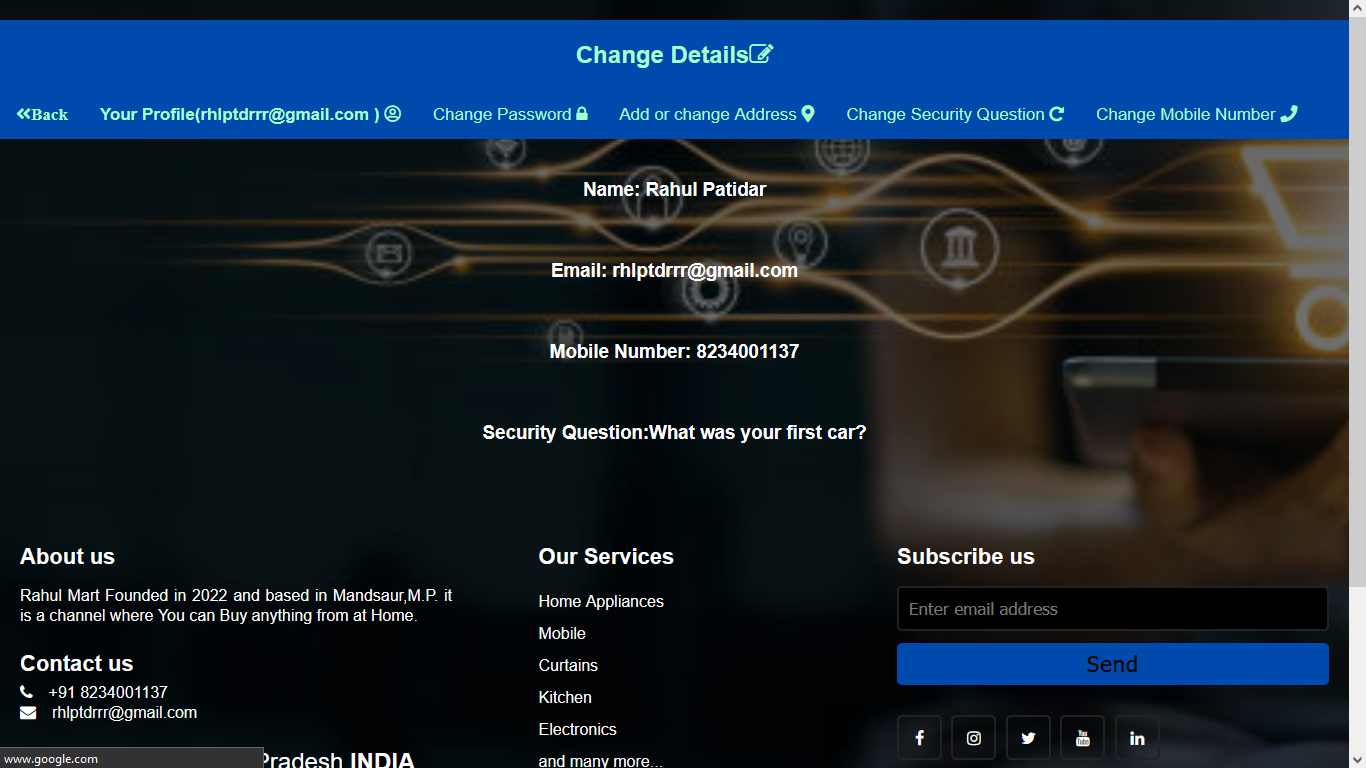 Change Details
Back Your Profile(rhlptdrrr@gmail.com ) Change Password Add or change Address Change Security Question Change Mobile Number
Name: Rahul Patidar
Email: rhlptdrrr@gmail.com
Mobile Number: 8234001137
Security Question:What was your first car?
About us
Rahul Mart Founded in 2022 and based in Mandsaur,M.P. it
is a channel where You can Buy anything from at Home.
Contact us
+91 8234001137
rhlptdrrr@gmail.com
Pradesh INDIA
Our Services
Home Appliances
Mobile
Curtains
Kitchen
Electronics
and many more...
Subscribe us
Enter email address
Send
You
Tube
www.google.com